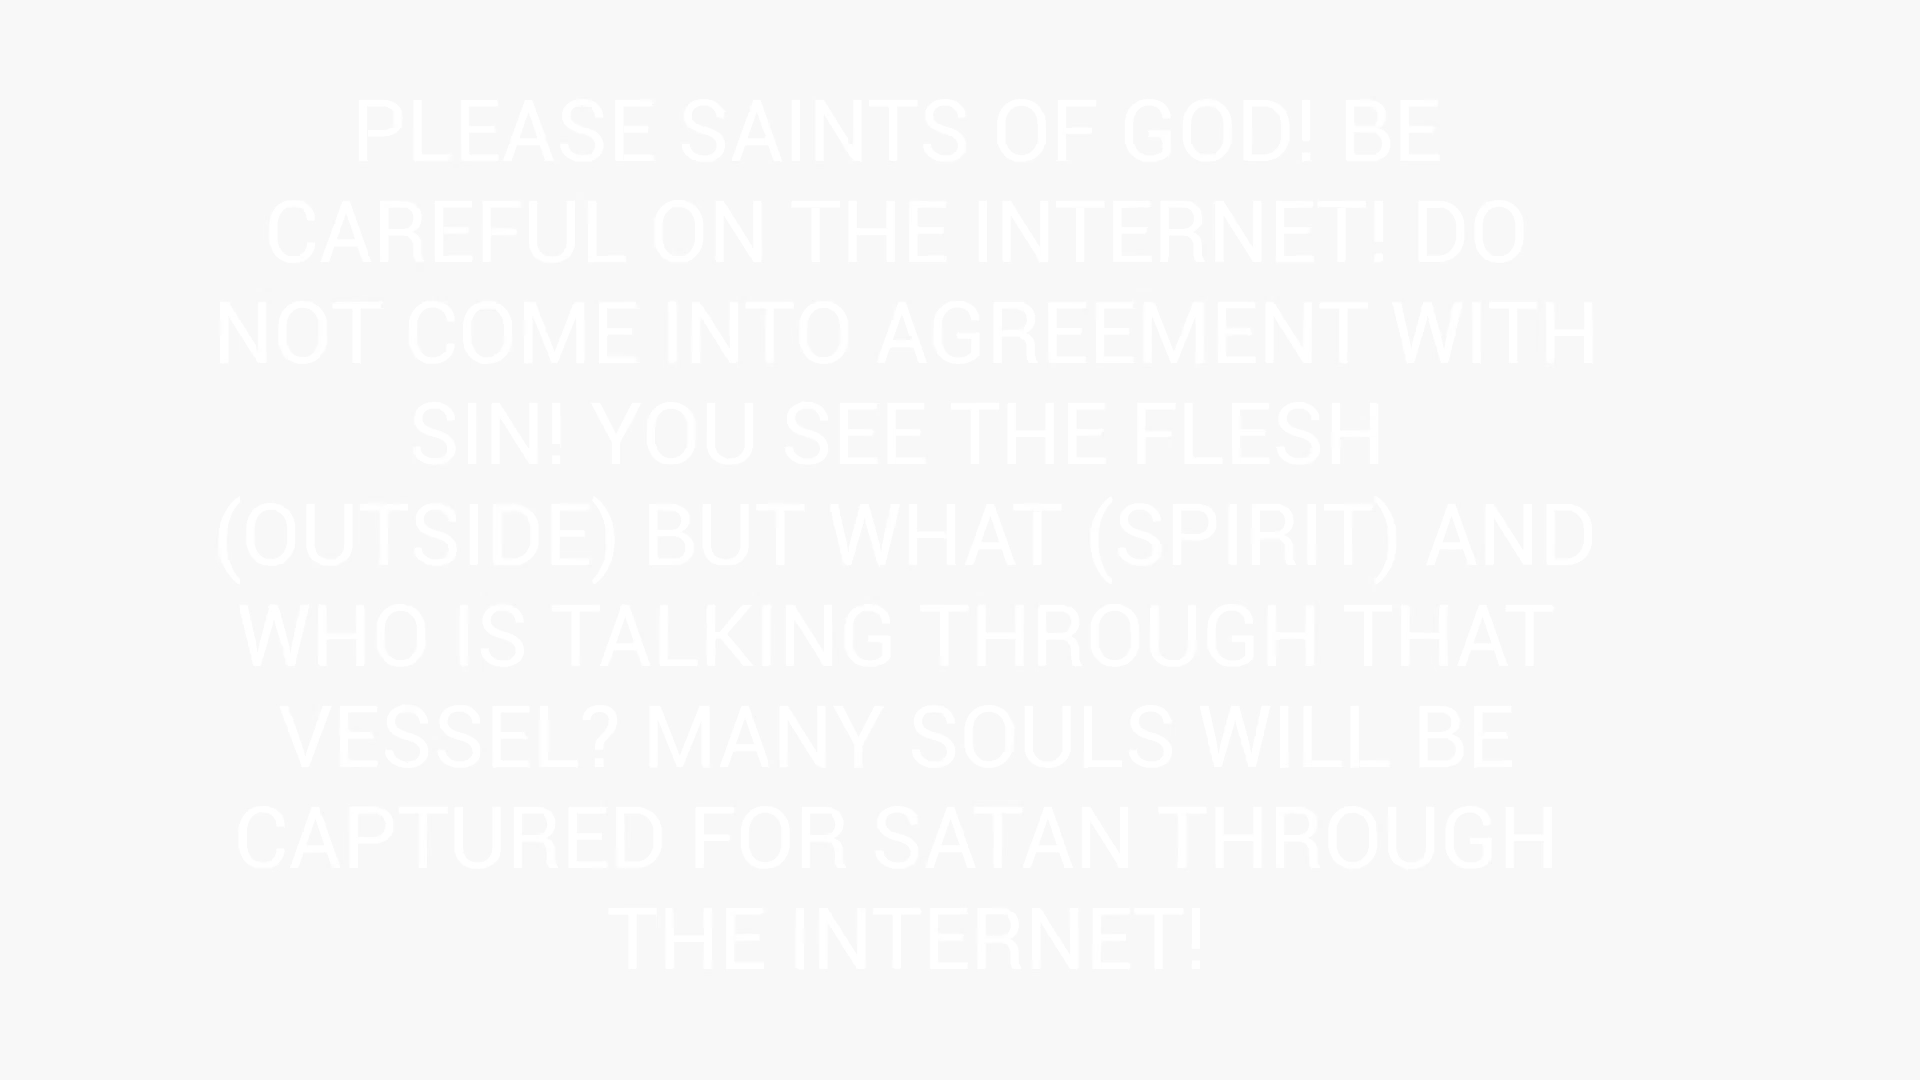 PLEASE SAINTS OF GOD! BE
CAREFUL ON THE INTERNET! DO
NOT COME INTO AGREEMENT WITH
SIN! YOU SEE THE FLESH
(OUTSIDE) BUT WHAT (SPIRIT) AND
WHO IS TALKING THROUGH THAT
VESSEL? MANY SOULS WILL BE
CAPTURED FOR SATAN THROUGH
THE INTERNET!